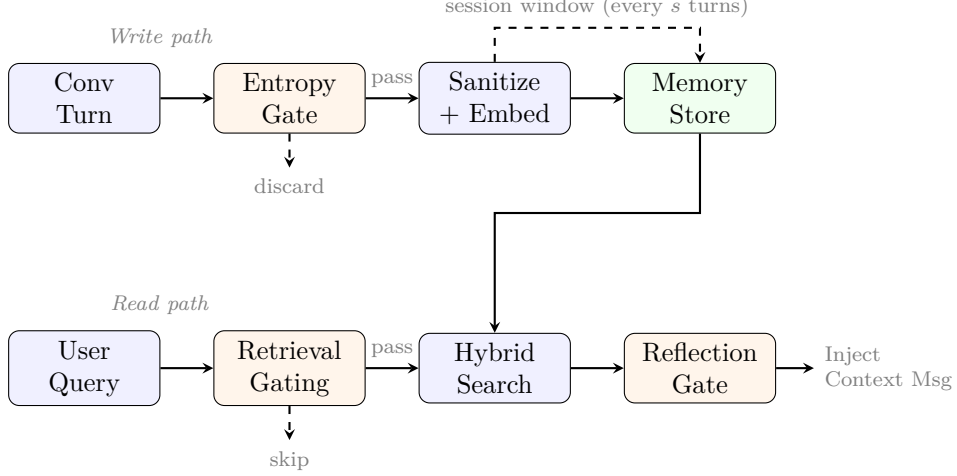 session window (every s turns)
Write path
Conv
Turn
Entropy
Gate
pass
Sanitize
+ Embed
Memory
Store
discard
Read path
User
Query
Retrieval
Gating
pass
Hybrid
Search
Reflection
Gate
Inject
Context Msg
skip